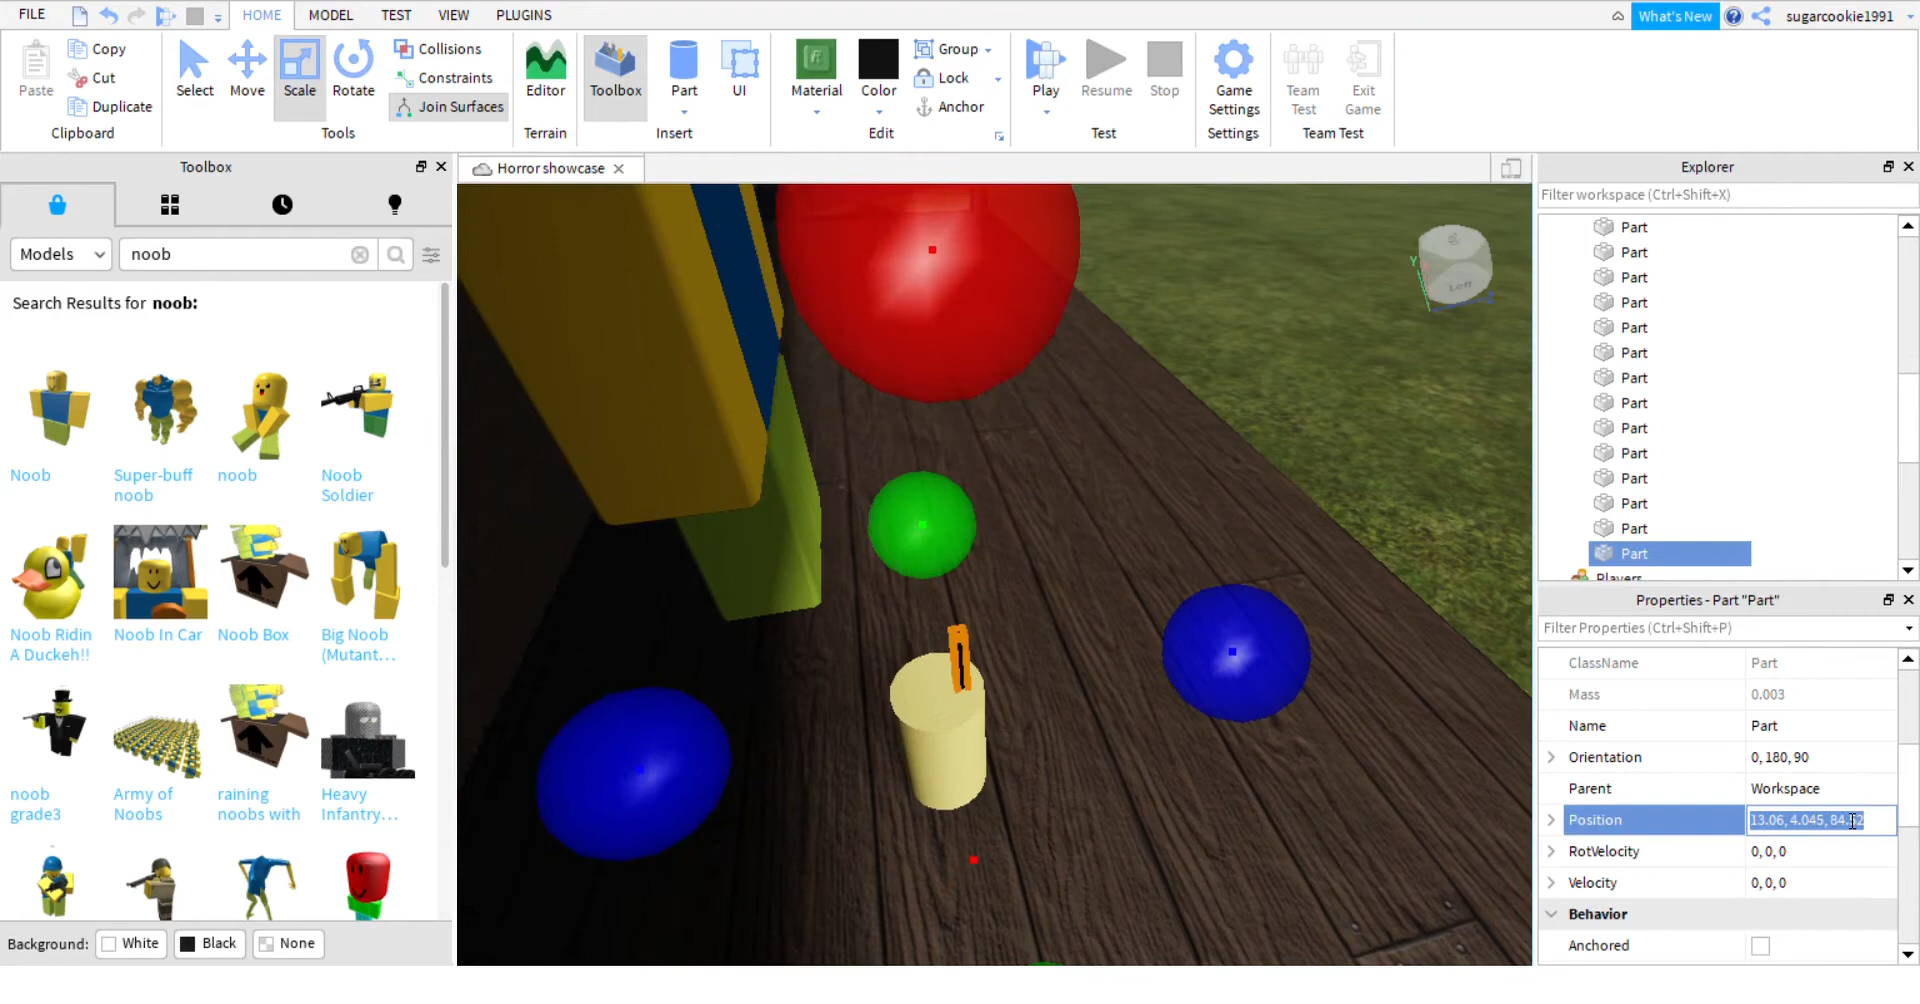 FILE
HOME
MODEL
TEST
VIEW
PLUGINS
What's New
?
sugarcookie1991
Paste
Copy
Cut
Duplicate
Clipboard
Select
Move
Scale
Rotate
Collisions
Constraints
Join Surfaces
Tools
Editor
Terrain
Toolbox
Part
UI
Insert
Material
Color
Group
Lock
Anchor
Edit
Play
Resume
Stop
Test
Game
Settings
Settings
Team
Test
Exit
Game
Team Test
Toolbox
Models
noob
Search Results for noob:
Noob
Super-buff
noob
noob
Noob
Soldier
Noob Ridin
A Duckeh!!
Noob In Car
Noob Box
Big Noob
(Mutant...
noob
grade3
Army of
Noobs
raining
noobs with
Heavy
Infantry...
Background:
White
Black
None
Horror showcase
Y
Left
Explorer
Filter workspace (Ctrl+Shift+X)
Part
Part
Part
Part
Part
Part
Part
Part
Part
Part
Part
Part
Part
Part
Players
Properties - Part "Part"
Filter Properties (Ctrl+Shift+P)
ClassName Part
Mass 0.003
Name Part
Orientation 0, 180, 90
Parent Workspace
Position 13.06, 4.045,
RotVelocity 0, 0, 0
Velocity 0, 0, 0
Behavior
Anchored